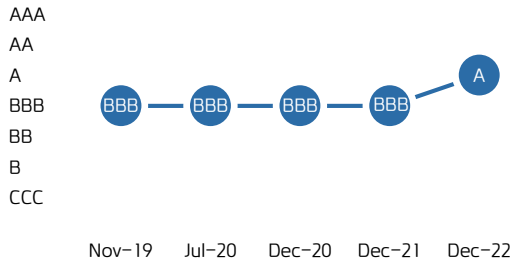 AAA
AA
A A
BBB BBB BBB BBB BBB
BB
B
CCC
Nov–19 Jul–20 Dec–20 Dec–21 Dec–22